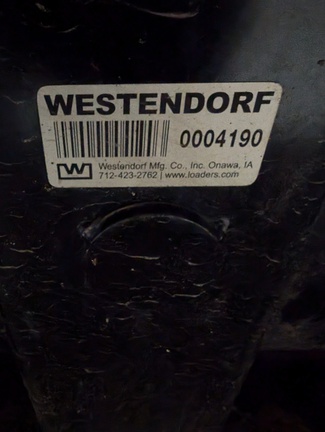 WESTENDORF
0004190
W
Westendorf Mfg. Co., Inc. Onawa, IA
712-423-2762 | www.loaders.com